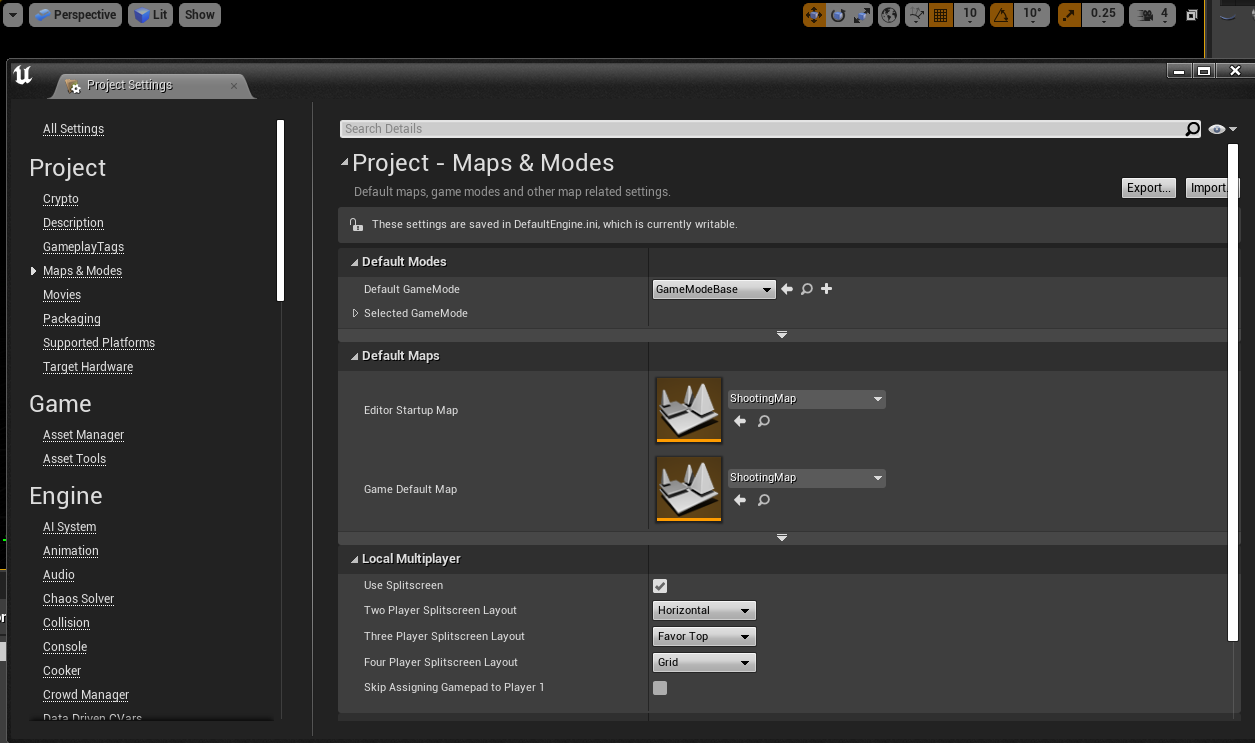 Perspective
Lit
Show
10
10°
0.25
4
Project Settings
All Settings
Project
Crypto
Description
GameplayTags
Maps & Modes
Movies
Packaging
Supported Platforms
Target Hardware
Game
Asset Manager
Asset Tools
Engine
AI System
Animation
Audio
Chaos Solver
Collision
Console
Cooker
Crowd Manager
Data Driven CVars
Search Details
Project - Maps & Modes
Default maps, game modes and other map related settings.
Export...
Import.
These settings are saved in DefaultEngine.ini, which is currently writable.
Default Modes
Default GameMode
GameModeBase
Selected GameMode
Default Maps
Editor Startup Map
ShootingMap
Game Default Map
ShootingMap
Local Multiplayer
Use Splitscreen
Two Player Splitscreen Layout
Horizontal
Three Player Splitscreen Layout
Favor Top
Four Player Splitscreen Layout
Grid
Skip Assigning Gamepad to Player 1